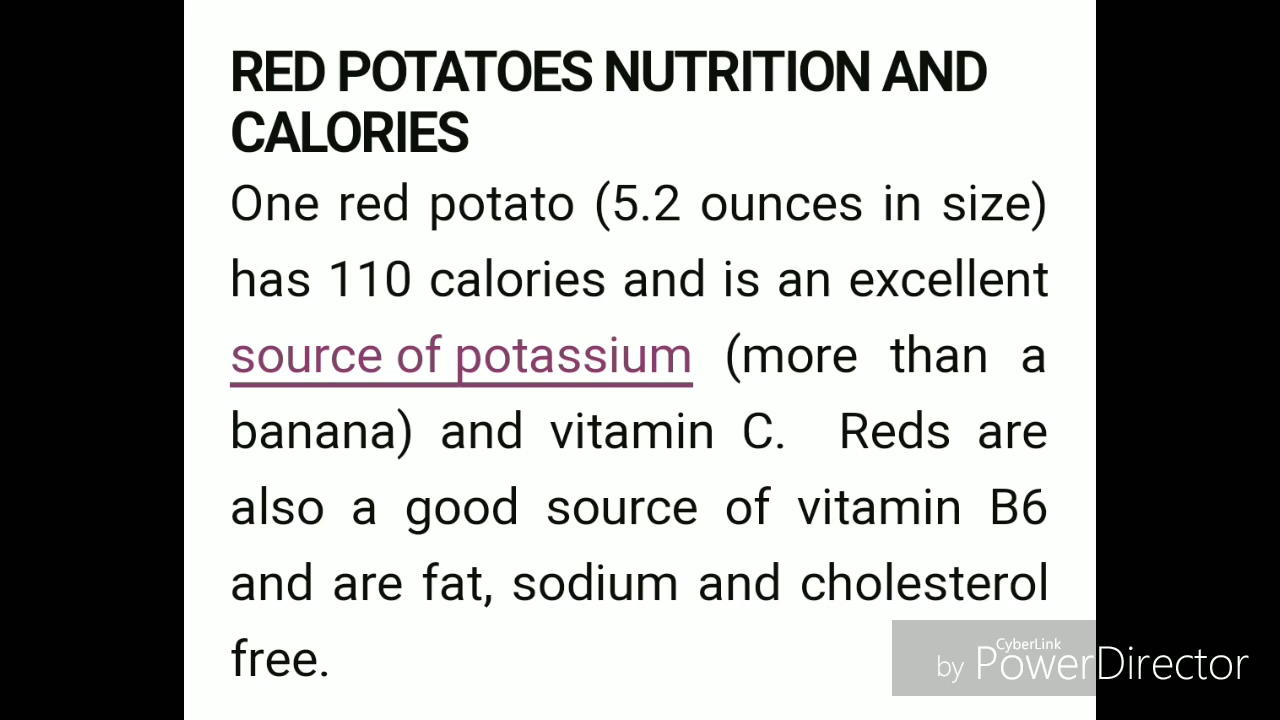 RED POTATOES NUTRITION AND
CALORIES
One red potato (5.2 ounces in size)
has 110 calories and is an excellent
source of potassium (more than a
banana) and vitamin C. Reds are
also a good source of vitamin B6
and are fat, sodium and cholesterol
free.
CyberLink
by PowerDirector